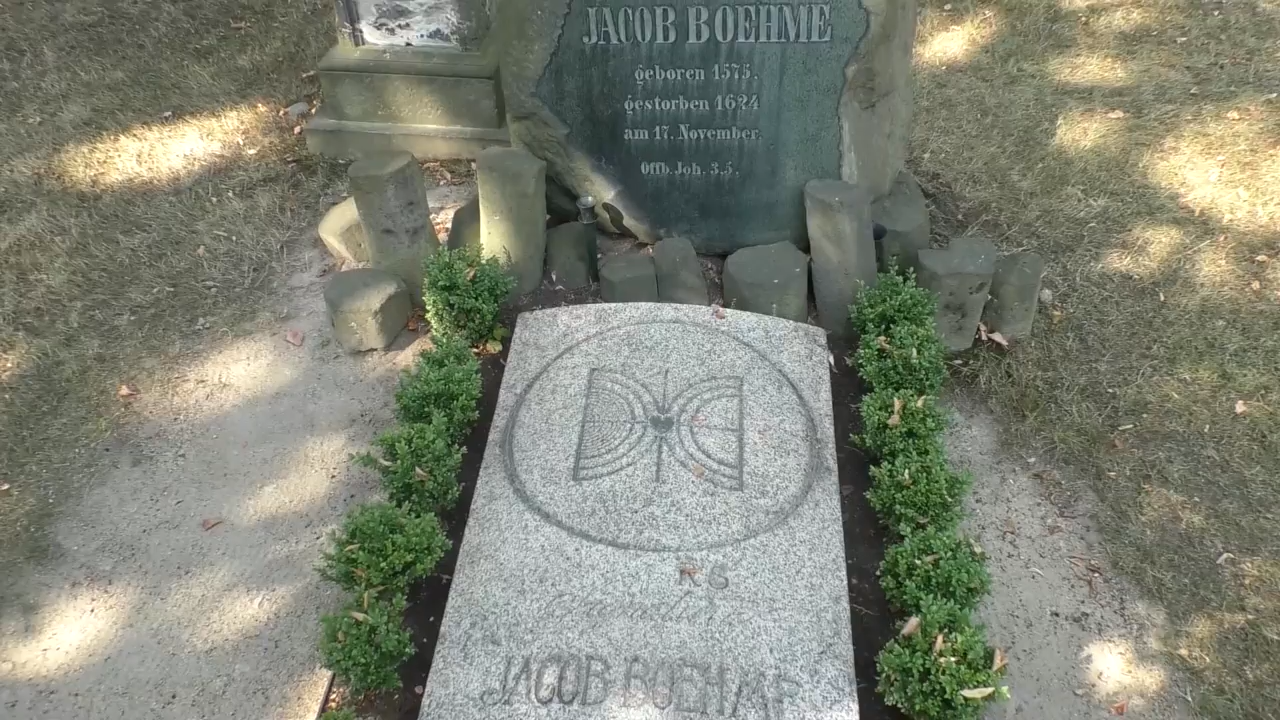 JACOB BOEHME
geboren 1575.
gestorben 1624
am 17. November.
Offb. Joh. 3.5.
R S
JACOB BOEHME